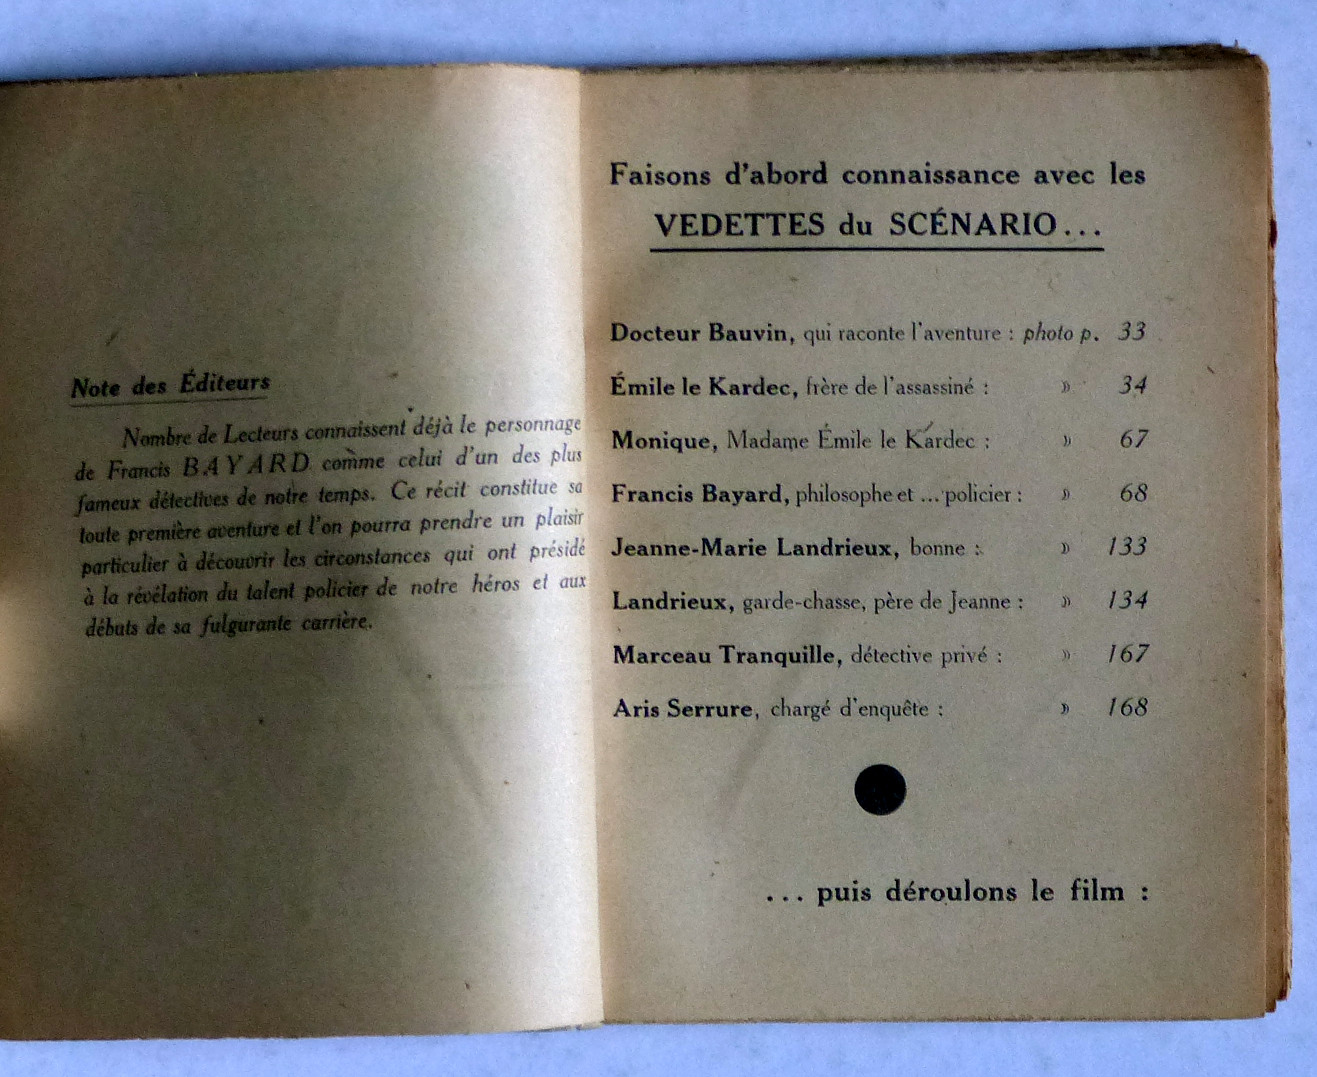 Note des Éditeurs
Nombre de Lecteurs connaissent déjà le personnage
de Francis BAYARD comme celui d'un des plus
fameux détectives de notre temps. Ce récit constitue sa
toute première aventure et l'on pourra prendre un plaisir
particulier à découvrir les circonstances qui ont présidé
à la révélation du talent policier de notre héros et aux
débuts de sa fulgurante carrière.
Faisons d'abord connaissance avec les
VEDETTES du SCÉNARIO...
Docteur Bauvin, qui raconte l'aventure : photo p. 33
Émile le Kardec, frère de l'assassiné : » 34
Monique, Madame Émile le Kardec : » 67
Francis Bayard, philosophe et ... policier : » 68
Jeanne-Marie Landrieux, bonne : » 133
Landrieux, garde-chasse, père de Jeanne : » 134
Marceau Tranquille, détective privé : » 167
Aris Serrure, chargé d'enquête : » 168
... puis déroulons le film :